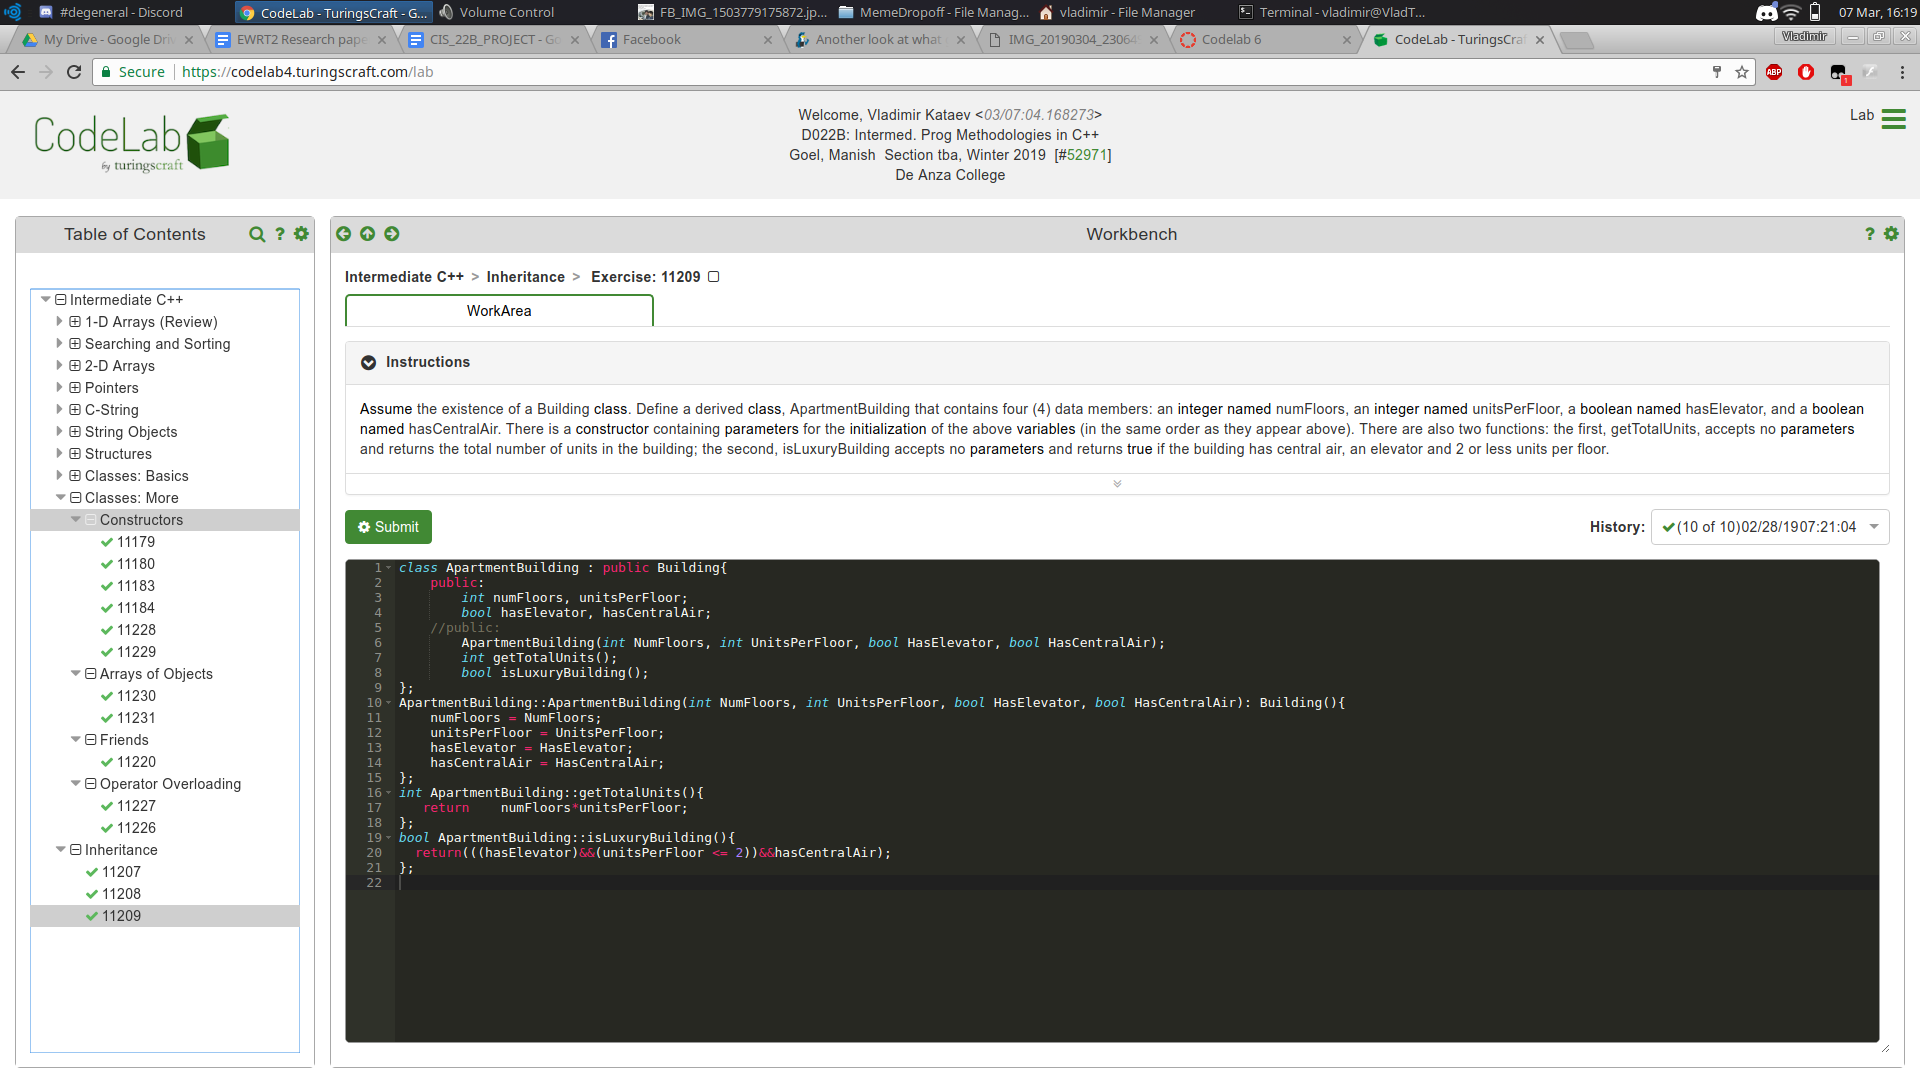 #degeneral - Discord
CodeLab - TuringsCraft - G...
Volume Control
FB_IMG_1503779175872.jp...
MemeDropoff - File Manag...
vladimir - File Manager
Terminal - vladimir@VladT...
07 Mar, 16:19
My Drive - Google Driv
EWRT2 Research pape
CIS_22B_PROJECT - Go
Facebook
Another look at what
IMG_20190304_23064
Codelab 6
CodeLab - TuringsCraf
Vladimir
Secure
https://codelab4.turingscraft.com/lab
ABP
1
CodeLab
by turingscraft
Welcome, Vladimir Kataev <03/07:04.168273>
D022B: Intermed. Prog Methodologies in C++
Goel, Manish Section tba, Winter 2019 [#52971]
De Anza College
Lab
Table of Contents
?
Intermediate C++
1-D Arrays (Review)
Searching and Sorting
2-D Arrays
Pointers
C-String
String Objects
Structures
Classes: Basics
Classes: More
Constructors
11179
11180
11183
11184
11228
11229
Arrays of Objects
11230
11231
Friends
11220
Operator Overloading
11227
11226
Inheritance
11207
11208
11209
Workbench
?
Intermediate C++ > Inheritance > Exercise: 11209
WorkArea
Instructions
Assume the existence of a Building class. Define a derived class, ApartmentBuilding that contains four (4) data members: an integer named numFloors, an integer named unitsPerFloor, a boolean named hasElevator, and a boolean
named hasCentralAir. There is a constructor containing parameters for the initialization of the above variables (in the same order as they appear above). There are also two functions: the first, getTotalUnits, accepts no parameters
and returns the total number of units in the building; the second, isLuxuryBuilding accepts no parameters and returns true if the building has central air, an elevator and 2 or less units per floor.
Submit
History:
(10 of 10)02/28/1907:21:04
1 class ApartmentBuilding : public Building{
2 public:
3 int numFloors, unitsPerFloor;
4 bool hasElevator, hasCentralAir;
5 //public:
6 ApartmentBuilding(int NumFloors, int UnitsPerFloor, bool HasElevator, bool HasCentralAir);
7 int getTotalUnits();
8 bool isLuxuryBuilding();
9 };
10 ApartmentBuilding::ApartmentBuilding(int NumFloors, int UnitsPerFloor, bool HasElevator, bool HasCentralAir): Building(){
11 numFloors = NumFloors;
12 unitsPerFloor = UnitsPerFloor;
13 hasElevator = HasElevator;
14 hasCentralAir = HasCentralAir;
15 };
16 int ApartmentBuilding::getTotalUnits(){
17 return numFloors*unitsPerFloor;
18 };
19 bool ApartmentBuilding::isLuxuryBuilding(){
20 return(((hasElevator)&&(unitsPerFloor <= 2))&&hasCentralAir);
21 };
22